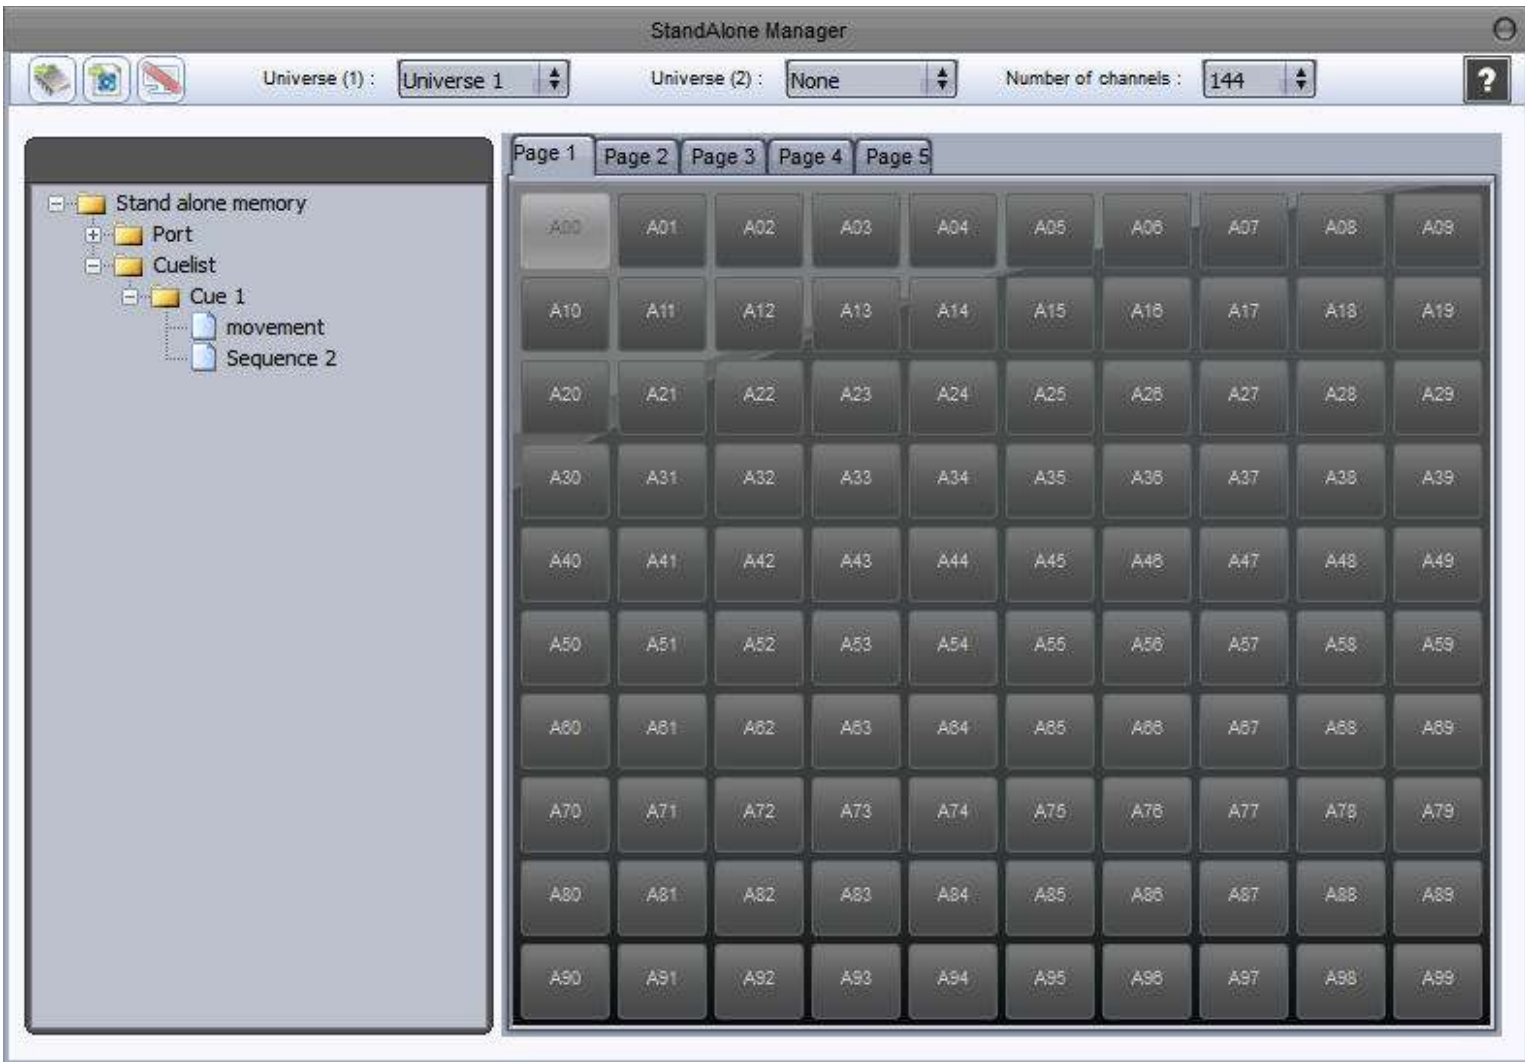 StandAlone Manager
Universe (1) : Universe 1 Universe (2) : None Number of channels : 144 ?
Page 1 Page 2 Page 3 Page 4 Page 5
Stand alone memory
Port
Cuelist
Cue 1
movement
Sequence 2
A00 A01 A02 A03 A04 A05 A06 A07 A08 A09
A10 A11 A12 A13 A14 A15 A16 A17 A18 A19
A20 A21 A22 A23 A24 A25 A26 A27 A28 A29
A30 A31 A32 A33 A34 A35 A36 A37 A38 A39
A40 A41 A42 A43 A44 A45 A46 A47 A48 A49
A50 A51 A52 A53 A54 A55 A56 A57 A58 A59
A60 A61 A62 A63 A64 A65 A66 A67 A68 A69
A70 A71 A72 A73 A74 A75 A76 A77 A78 A79
A80 A81 A82 A83 A84 A85 A86 A87 A88 A89
A90 A91 A92 A93 A94 A95 A96 A97 A98 A99